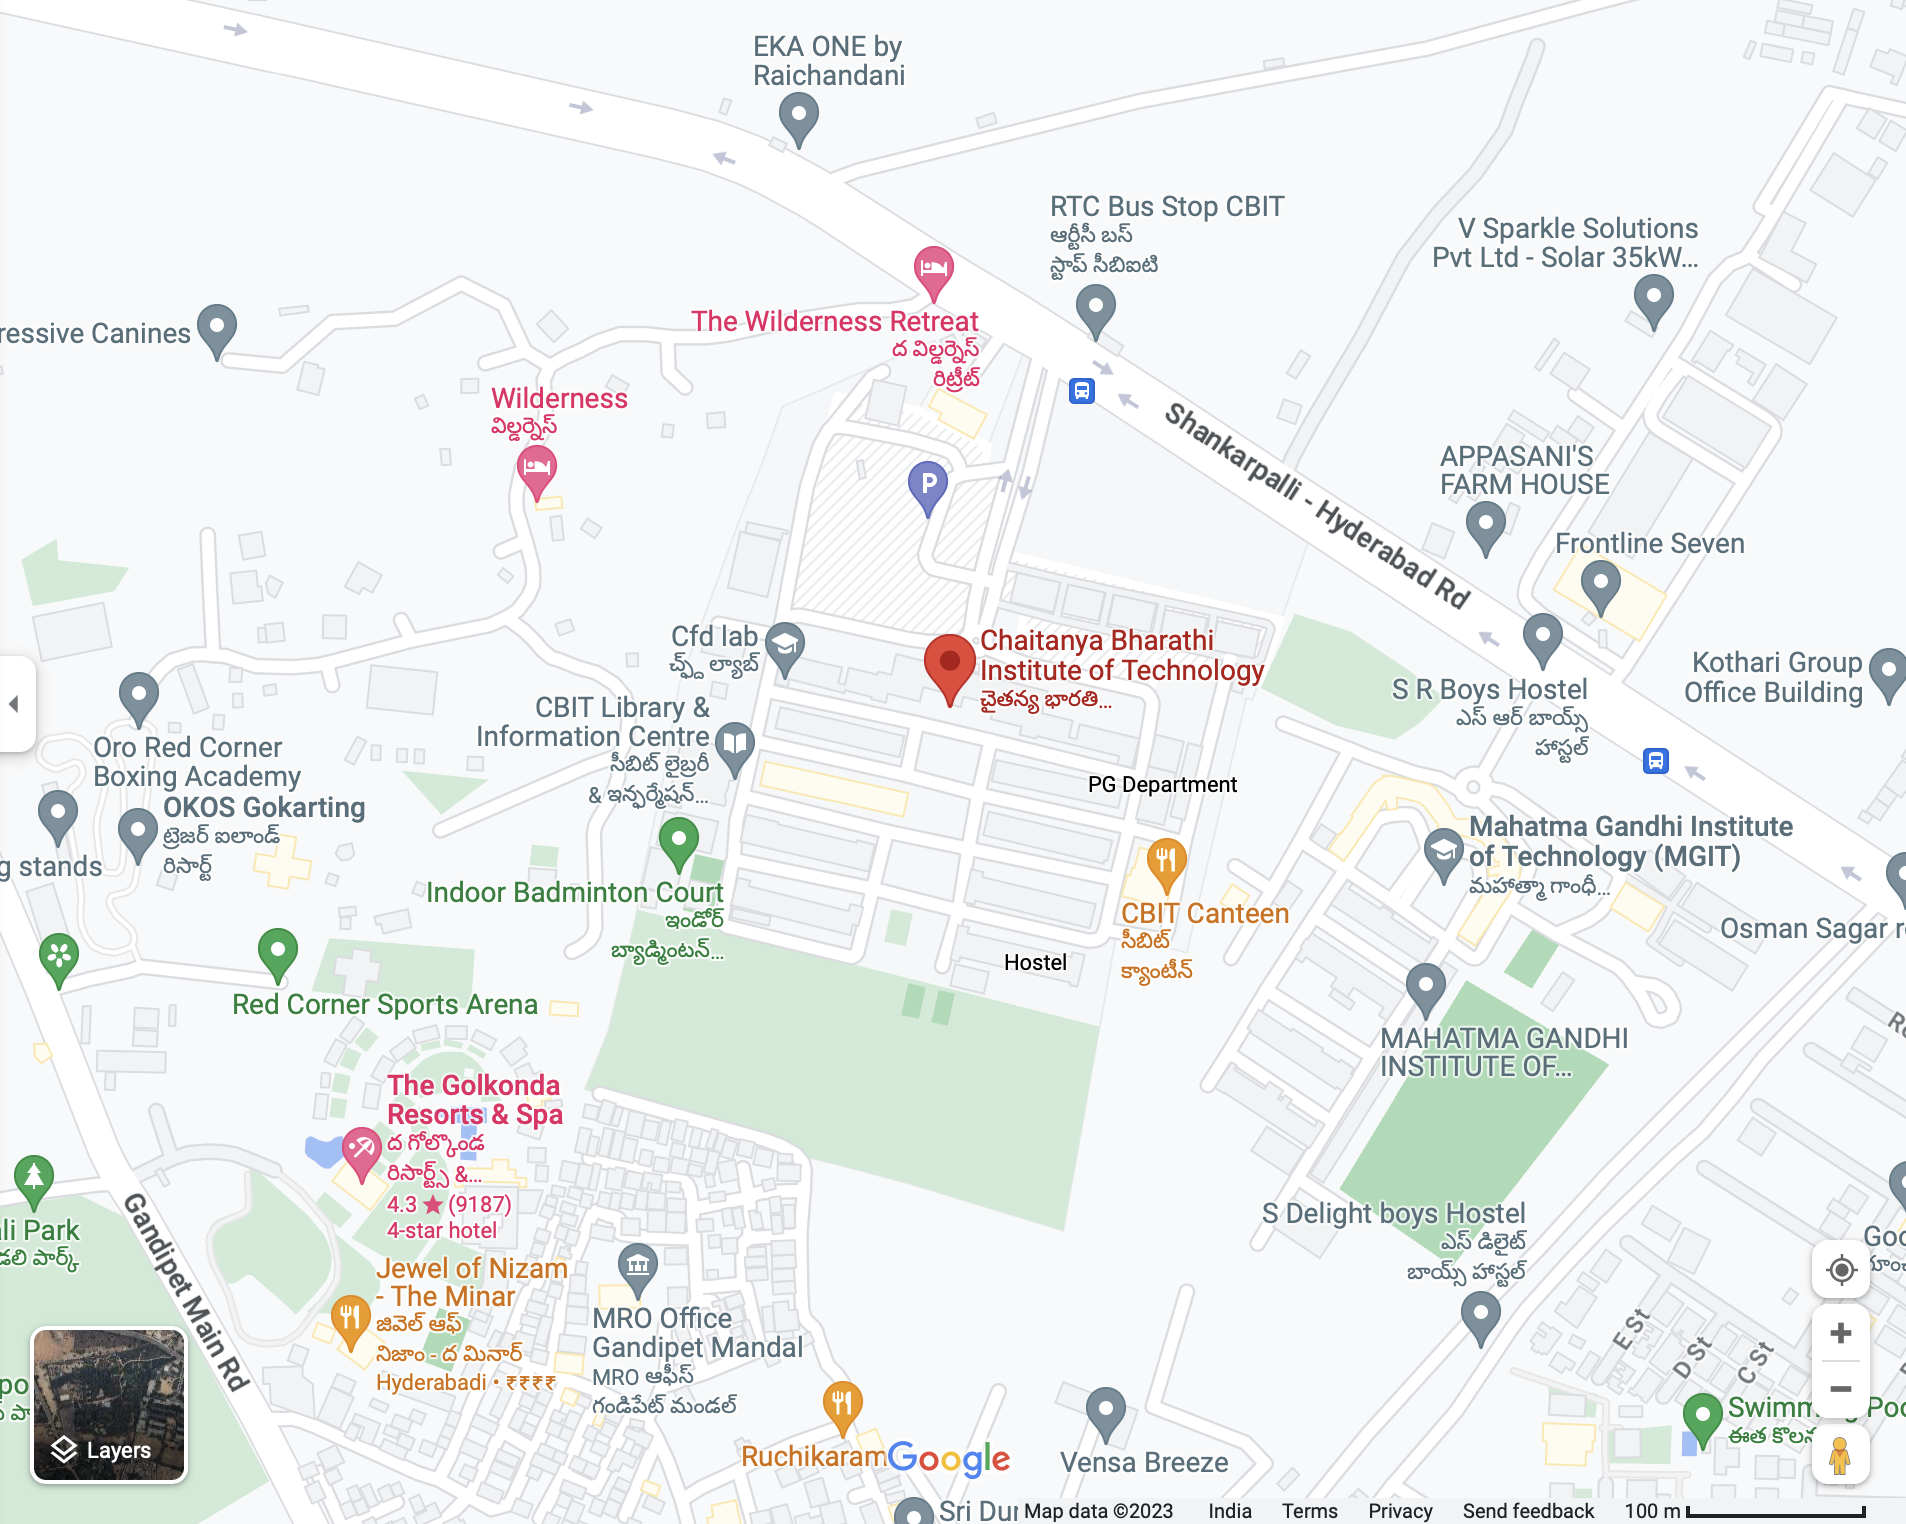 EKA ONE by
Raichandani
RTC Bus Stop CBIT
ఆర్టీసీ బస్
స్టాప్ సీబిఐటి
V Sparkle Solutions
Pvt Ltd - Solar 35kW...
The Wilderness Retreat
ద విల్డర్నెస్
రిట్రీట్
ressive Canines
Wilderness
విల్డర్నెస్
P
Shankarpalli - Hyderabad Rd
APPASANI'S
FARM HOUSE
Frontline Seven
Cfd lab
Chaitanya Bharathi
Institute of Technology
చైతన్య భారతి...
CBIT Library &
Information Centre
సీబిట్ లైబ్రరీ
& ఇన్ఫర్మేషన్...
S R Boys Hostel
ఎస్ ఆర్ బాయ్స్
హాస్టల్
Kothari Group
Office Building
Oro Red Corner
Boxing Academy
OKOS Gokarting
ట్రెజర్ ఐలాండ్
రిసార్ట్
g stands
PG Department
Mahatma Gandhi Institute
of Technology (MGIT)
మహాత్మా గాంధీ...
Indoor Badminton Court
ఇండోర్
బ్యాడ్మింటన్...
CBIT Canteen
సీబిట్
క్యాంటీన్
Osman Sagar r
Hostel
Red Corner Sports Arena
MAHATMA GANDHI
INSTITUTE OF...
The Golkonda
Resorts & Spa
ద గోల్కొండ
రిసార్ట్స్ &...
4.3 ★ (9187)
4-star hotel
ali Park
డలి పార్క్
Gandipet Main Rd
S Delight boys Hostel
ఎస్ డిలైట్
బాయ్స్ హాస్టల్
Goo
Jewel of Nizam
- The Minar
జివెల్ ఆఫ్
నిజాం - ద మినార్
Hyderabadi • ₹₹₹₹
MRO Office
Gandipet Mandal
MRO ఆఫీస్
గండిపేట్ మండల్
E St
D St
C St
Swimm
Poo
ఈత కొలను
Layers
Ruchikaram
Google
Vensa Breeze
Sri Dur
Map data ©2023
India
Terms
Privacy
Send feedback
100 m